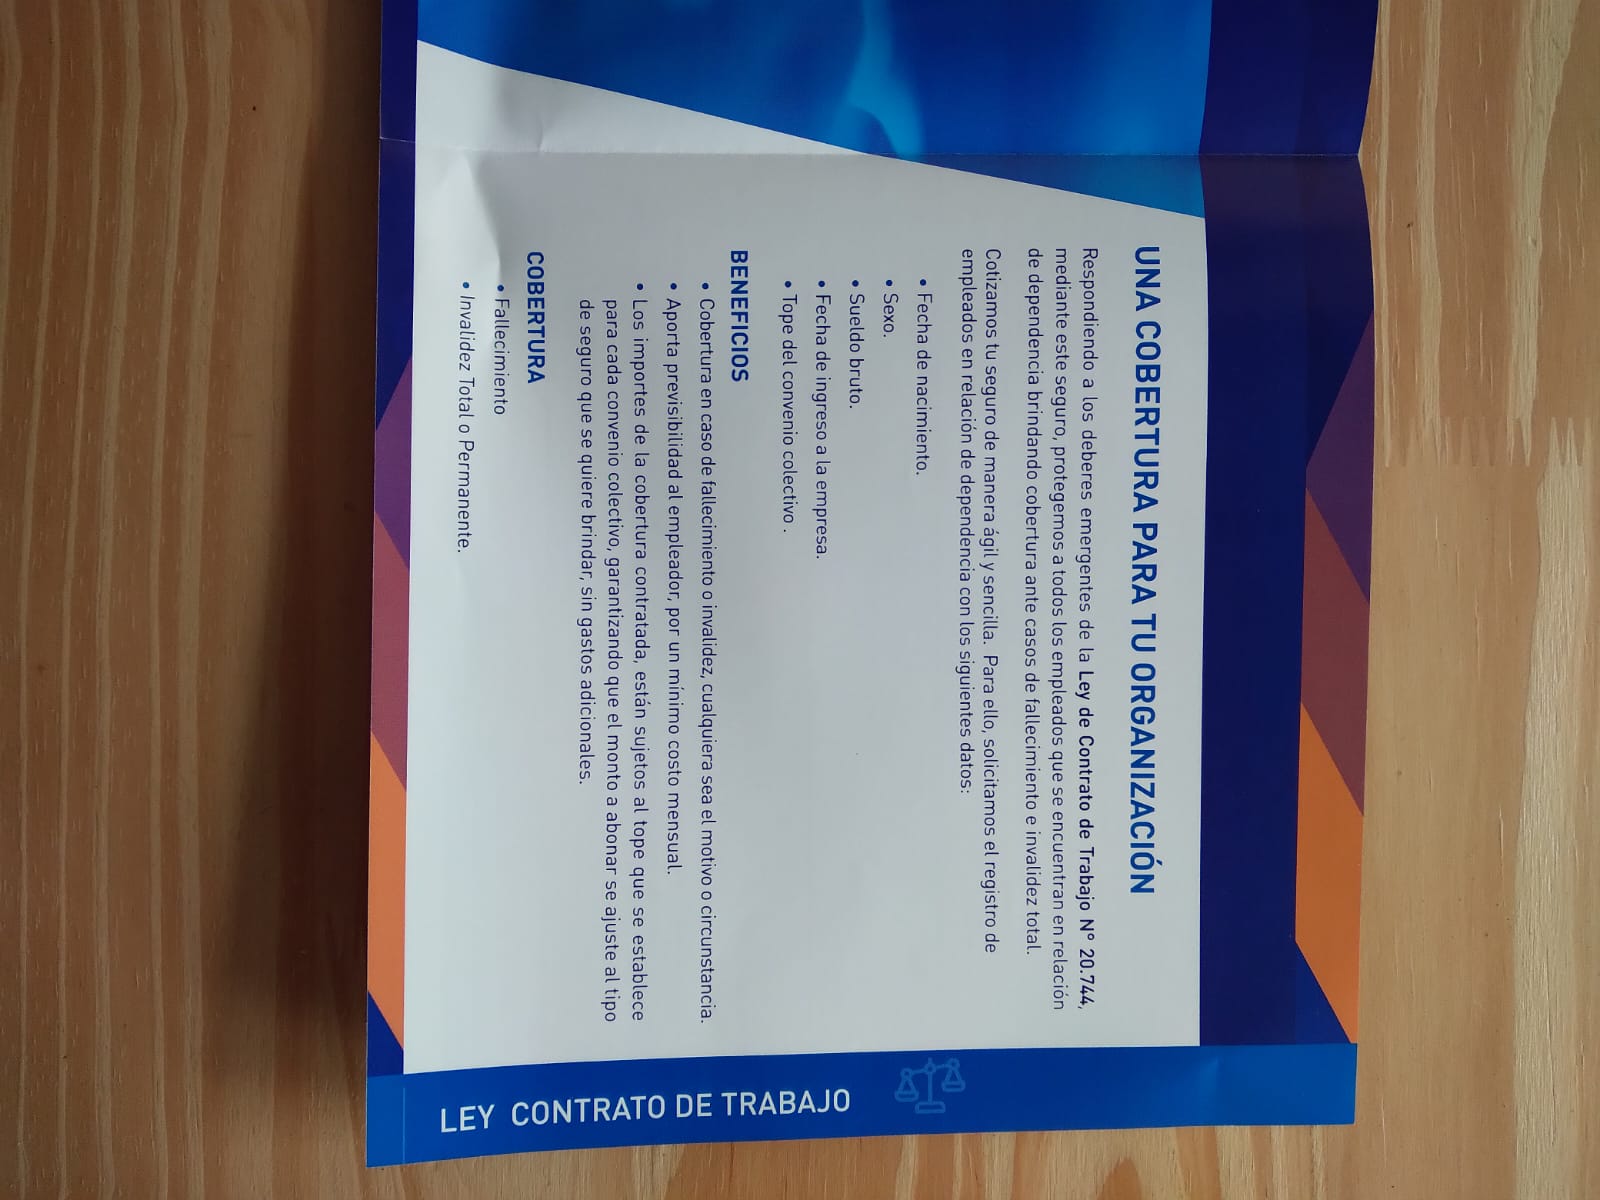 UNA COBERTURA PARA TU ORGANIZACIÓN
Respondiendo a los deberes emergentes de la Ley de Contrato de Trabajo N° 20.744,
mediante este seguro, protegemos a todos los empleados que se encuentran en relación
de dependencia brindando cobertura ante casos de fallecimiento e invalidez total.
Cotizamos tu seguro de manera ágil y sencilla. Para ello, solicitamos el registro de
empleados en relación de dependencia con los siguientes datos:
• Fecha de nacimiento.
• Sexo.
• Sueldo bruto.
• Fecha de ingreso a la empresa.
• Tope del convenio colectivo .
BENEFICIOS
• Cobertura en caso de fallecimiento o invalidez, cualquiera sea el motivo o circunstancia.
• Aporta previsibilidad al empleador, por un mínimo costo mensual.
• Los importes de la cobertura contratada, están sujetos al tope que se establece
para cada convenio colectivo, garantizando que el monto a abonar se ajuste al tipo
de seguro que se quiere brindar, sin gastos adicionales.
COBERTURA
• Fallecimiento
• Invalidez Total o Permanente.
LEY CONTRATO DE TRABAJO